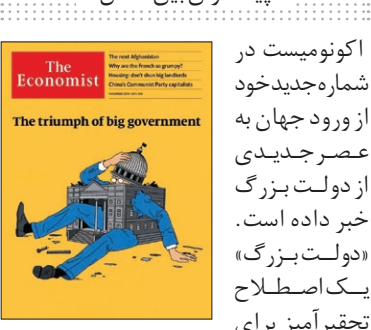 اکونومیست در
شماره جدید خود
از ورود جهان به
عصر جدیدی
از دولت بزرگ
خبر داده است.
«دولت بزرگ»
یک اصطلاح
تحقیرآمیز برای
The
Economist
The next Afghanistan
Why are the French so grumpy?
Housing: don't shun big landlords
China's Communist Party capitalists
The triumph of big government